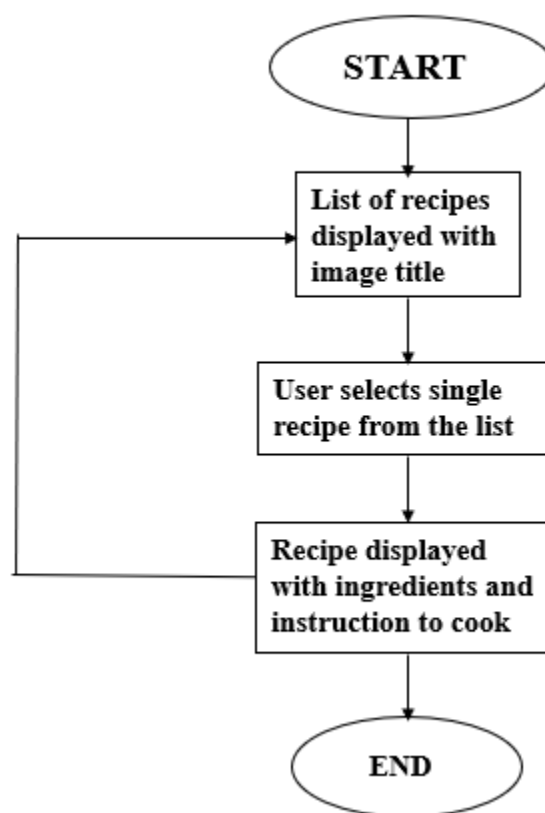 START
List of recipes
displayed with
image title
User selects single
recipe from the list
Recipe displayed
with ingredients and
instruction to cook
END